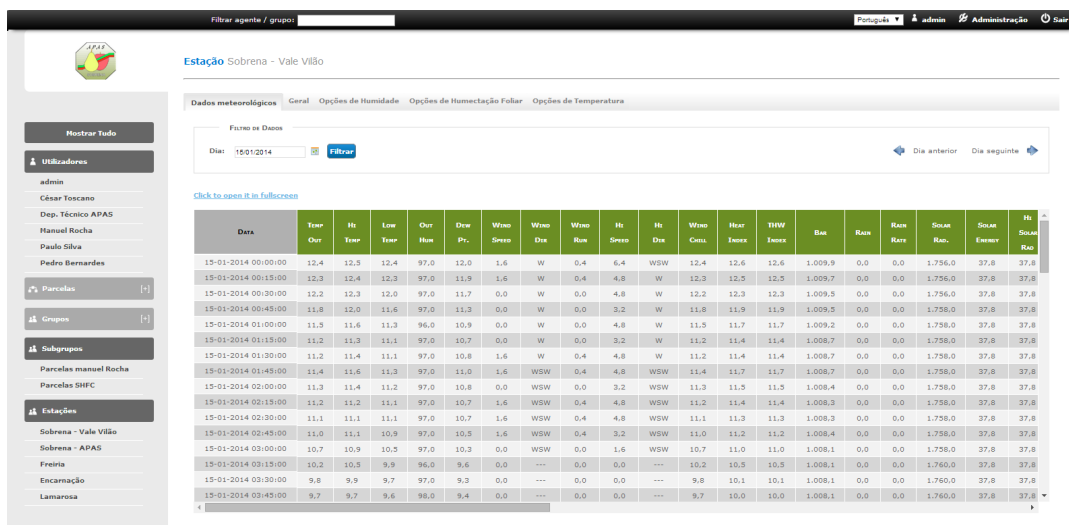 Filtrar agente / grupo: Português admin Administração Sair
APAS
Estação Sobrena - Vale Vilão
Dados meteorológicos Geral Opções de Humidade Opções de Humectação Foliar Opções de Temperatura
Mostrar Tudo
Utilizadores
admin
César Toscano
Dep. Técnico APAS
Manuel Rocha
Paulo Silva
Pedro Bernardes
Parcelas [+]
Grupos [+]
Subgrupos
Parcelas manuel Rocha
Parcelas SHFC
Estações
Sobrena - Vale Vilão
Sobrena - APAS
Freiria
Encarnação
Lamarosa
Filtro de Dados
Dia: 15/01/2014 Filtrar Dia anterior Dia seguinte
Click to open it in fullscreen
Data Temp Out Hi Temp Low Temp Out Hum Dew Pt. Wind Speed Wind Dir Wind Run Hi Speed Hi Dir Wind Chill Heat Index THW Index Bar Rain Rain Rate Solar Rad. Solar Energy Hi Solar Rad
15-01-2014 00:00:00 12,4 12,5 12,4 97,0 12,0 1,6 W 0,4 6,4 WSW 12,4 12,6 12,6 1.009,9 0,0 0,0 1.756,0 37,8 37,8
15-01-2014 00:15:00 12,3 12,4 12,3 97,0 11,9 1,6 W 0,4 4,8 W 12,3 12,5 12,5 1.009,7 0,0 0,0 1.756,0 37,8 37,8
15-01-2014 00:30:00 12,2 12,3 12,0 97,0 11,7 0,0 W 0,0 4,8 W 12,2 12,3 12,3 1.009,5 0,0 0,0 1.756,0 37,8 37,8
15-01-2014 00:45:00 11,8 12,0 11,6 97,0 11,3 0,0 W 0,0 3,2 W 11,8 11,9 11,9 1.009,5 0,0 0,0 1.758,0 37,8 37,8
15-01-2014 01:00:00 11,5 11,6 11,3 96,0 10,9 0,0 W 0,0 4,8 W 11,5 11,7 11,7 1.009,2 0,0 0,0 1.758,0 37,8 37,8
15-01-2014 01:15:00 11,2 11,3 11,1 97,0 10,7 0,0 W 0,0 3,2 W 11,2 11,4 11,4 1.008,7 0,0 0,0 1.758,0 37,8 37,8
15-01-2014 01:30:00 11,2 11,4 11,1 97,0 10,8 1,6 W 0,4 4,8 W 11,2 11,4 11,4 1.008,7 0,0 0,0 1.758,0 37,8 37,8
15-01-2014 01:45:00 11,4 11,6 11,3 97,0 11,0 1,6 WSW 0,4 4,8 WSW 11,4 11,7 11,7 1.008,7 0,0 0,0 1.758,0 37,8 37,8
15-01-2014 02:00:00 11,3 11,4 11,2 97,0 10,8 0,0 WSW 0,0 3,2 WSW 11,3 11,5 11,5 1.008,4 0,0 0,0 1.758,0 37,8 37,8
15-01-2014 02:15:00 11,2 11,2 11,1 97,0 10,7 1,6 WSW 0,4 4,8 WSW 11,2 11,4 11,4 1.008,3 0,0 0,0 1.758,0 37,8 37,8
15-01-2014 02:30:00 11,1 11,1 11,1 97,0 10,7 1,6 WSW 0,4 4,8 WSW 11,1 11,3 11,3 1.008,3 0,0 0,0 1.758,0 37,8 37,8
15-01-2014 02:45:00 11,0 11,1 10,9 97,0 10,5 1,6 WSW 0,4 3,2 WSW 11,0 11,2 11,2 1.008,4 0,0 0,0 1.758,0 37,8 37,8
15-01-2014 03:00:00 10,7 10,9 10,5 97,0 10,3 0,0 WSW 0,0 1,6 WSW 10,7 11,0 11,0 1.008,1 0,0 0,0 1.758,0 37,8 37,8
15-01-2014 03:15:00 10,2 10,5 9,9 96,0 9,6 0,0 --- 0,0 0,0 --- 10,2 10,5 10,5 1.008,1 0,0 0,0 1.760,0 37,8 37,8
15-01-2014 03:30:00 9,8 9,9 9,7 97,0 9,3 0,0 --- 0,0 0,0 --- 9,8 10,1 10,1 1.008,1 0,0 0,0 1.760,0 37,8 37,8
15-01-2014 03:45:00 9,7 9,7 9,6 98,0 9,4 0,0 --- 0,0 0,0 --- 9,7 10,0 10,0 1.008,1 0,0 0,0 1.760,0 37,8 37,8